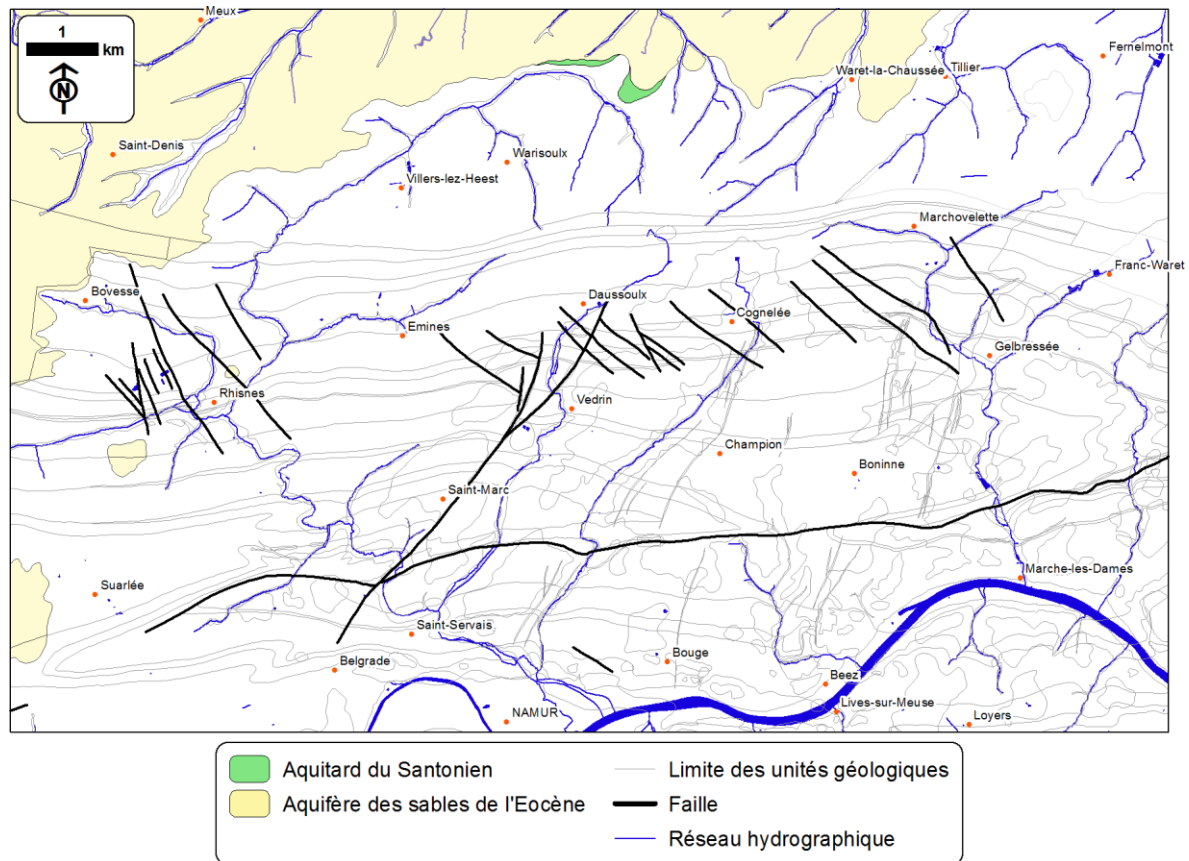 Meux
1
km
N
Fernelmont
Waret-la-Chaussée
Tillier
Saint-Denis
Warisoulx
Villers-lez-Heest
Marchovelette
Franc-Waret
Bovesse
Daussoulx
Cognelée
Emines
Gelbressée
Rhisnes
Vedrin
Champion
Boninne
Saint-Marc
Marche-les-Dames
Suarlée
Saint-Servais
Bouge
Belgrade
Beez
Lives-sur-Meuse
NAMUR
Loyers
Aquitard du Santonien
Limite des unités géologiques
Aquifère des sables de l'Eocène
Faille
Réseau hydrographique